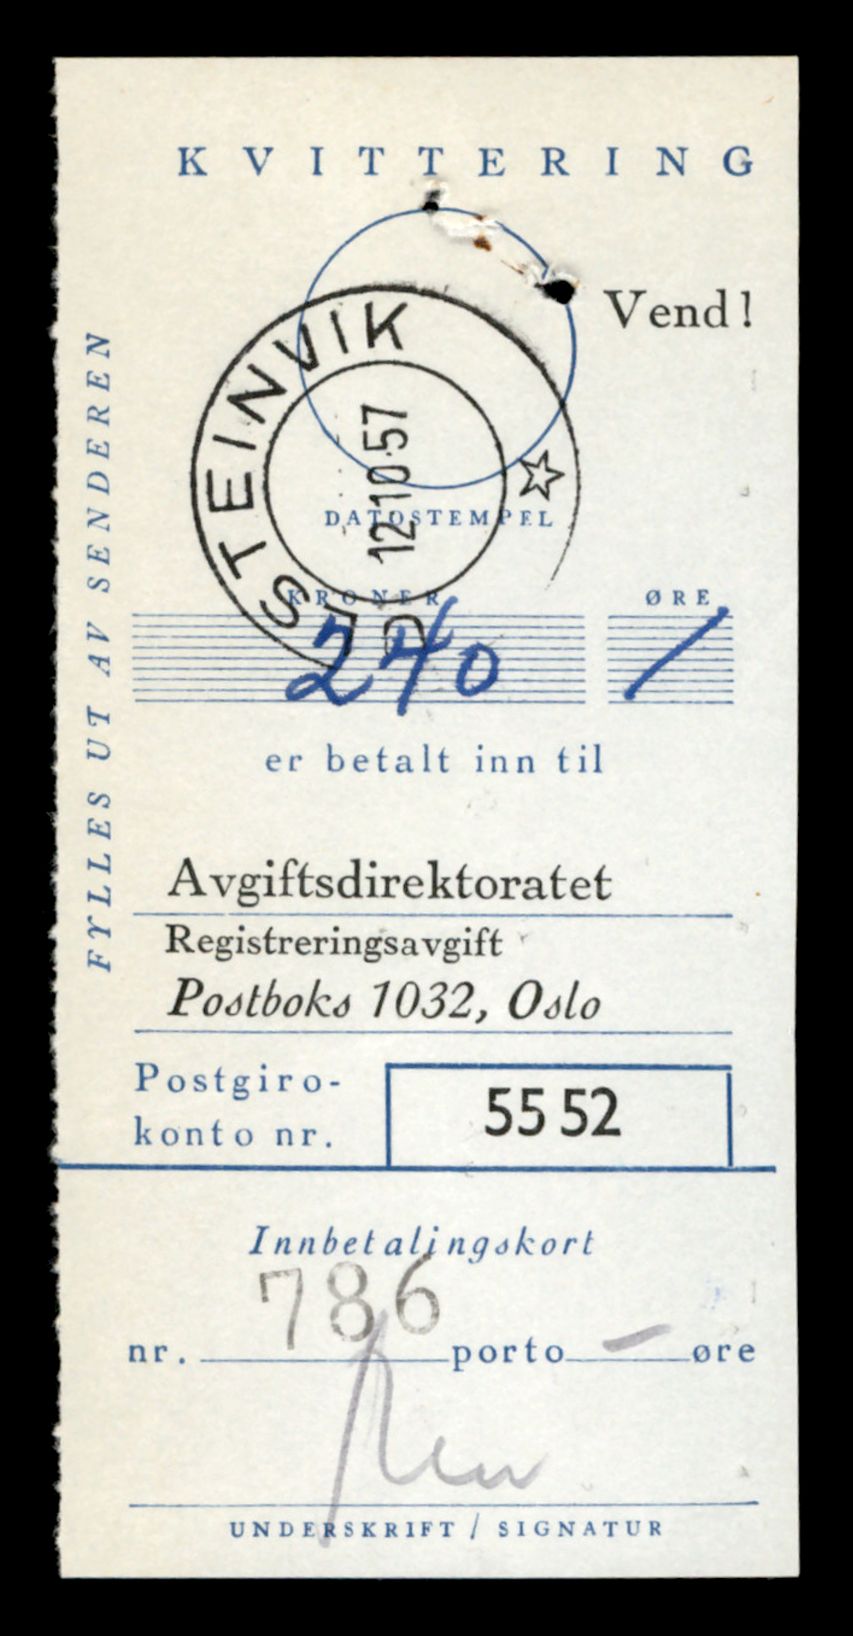 KVITTERING
Vend!
STEINVIK
12.10.57
DATOSTEMPEL
FYLLES UT AV SENDEREN
KRONER ØRE
240 /
er betalt inn til
Avgiftsdirektoratet
Registreringsavgift
Postboks 1032, Oslo
Postgiro-
konto nr. 55 52
Innbetalingskort
786
nr. porto — øre
UNDERSKRIFT / SIGNATUR